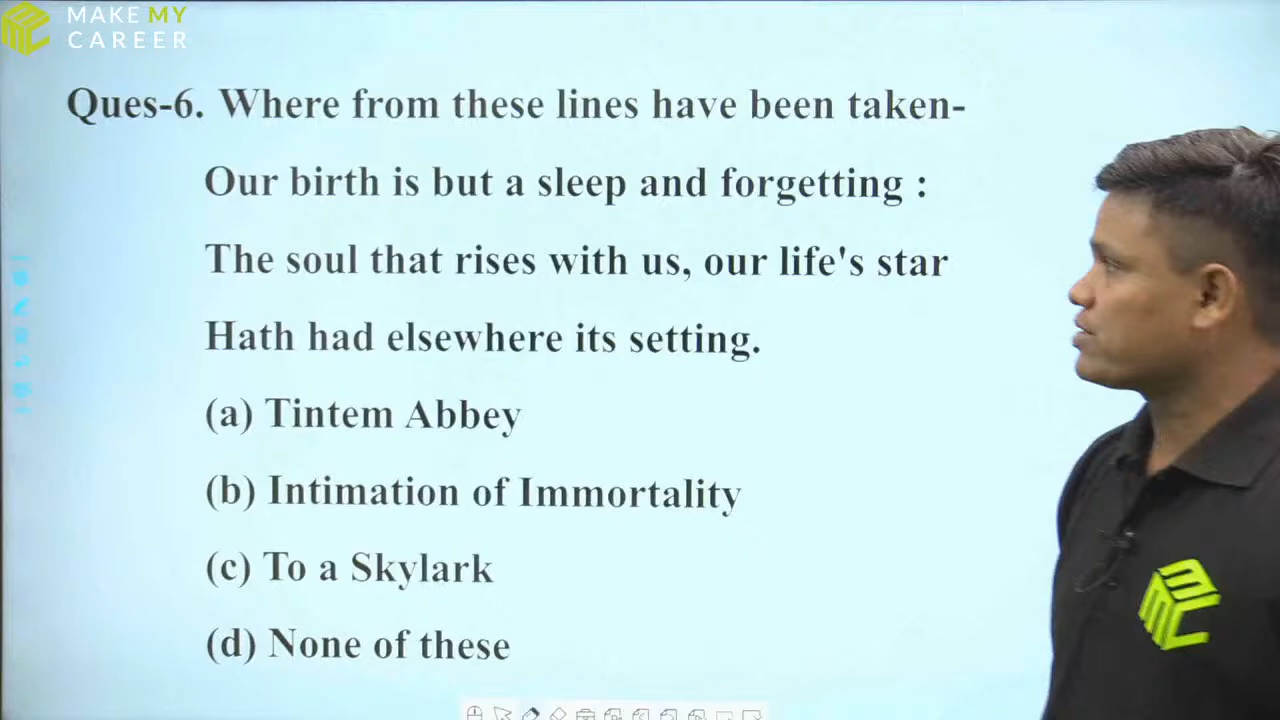 MAKE MY
CAREER
Ques-6. Where from these lines have been taken-
Our birth is but a sleep and forgetting :
The soul that rises with us, our life's star
Hath had elsewhere its setting.
(a) Tintem Abbey
(b) Intimation of Immortality
(c) To a Skylark
(d) None of these